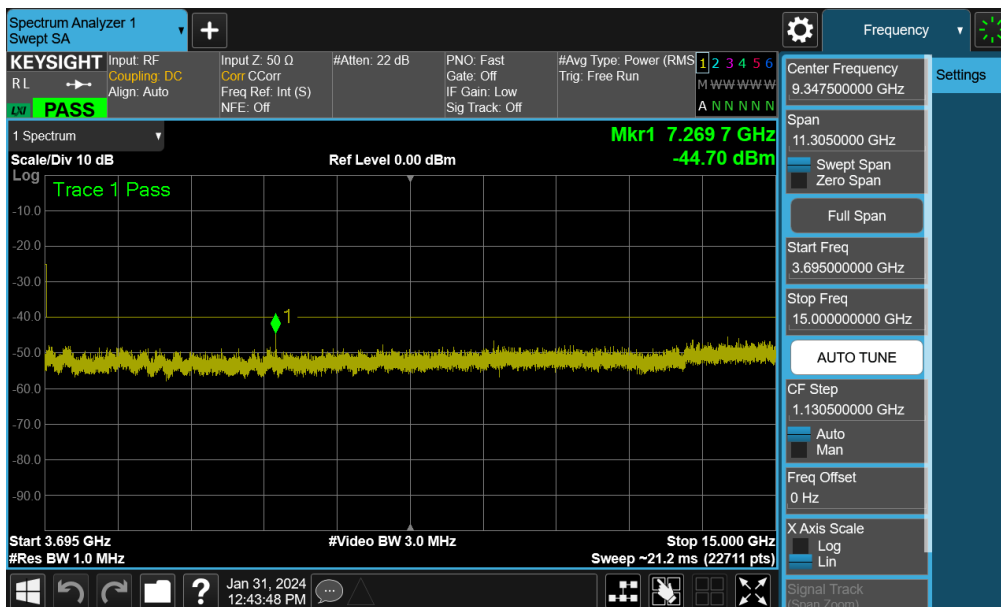 Spectrum Analyzer 1
Swept SA
+
Frequency
KEYSIGHT
RL
LXI PASS
Input: RF
Coupling: DC
Align: Auto
Input Z: 50 Ω
Corr CCorr
Freq Ref: Int (S)
NFE: Off
#Atten: 22 dB
PNO: Fast
Gate: Off
IF Gain: Low
Sig Track: Off
#Avg Type: Power (RMS
Trig: Free Run
1 2 3 4 5 6
M W W W W W
A N N N N N
1 Spectrum
Scale/Div 10 dB
Ref Level 0.00 dBm
Mkr1 7.269 7 GHz
-44.70 dBm
Log
Trace 1 Pass
-10.0
-20.0
-30.0
-40.0
1
-50.0
-60.0
-70.0
-80.0
-90.0
Start 3.695 GHz
#Res BW 1.0 MHz
#Video BW 3.0 MHz
Stop 15.000 GHz
Sweep ~21.2 ms (22711 pts)
Center Frequency
9.347500000 GHz
Span
11.3050000 GHz
Swept Span
Zero Span
Full Span
Start Freq
3.695000000 GHz
Stop Freq
15.000000000 GHz
AUTO TUNE
CF Step
1.130500000 GHz
Auto
Man
Freq Offset
0 Hz
X Axis Scale
Log
Lin
Signal Track
(Span Zoom)
Settings
?
Jan 31, 2024
12:43:48 PM